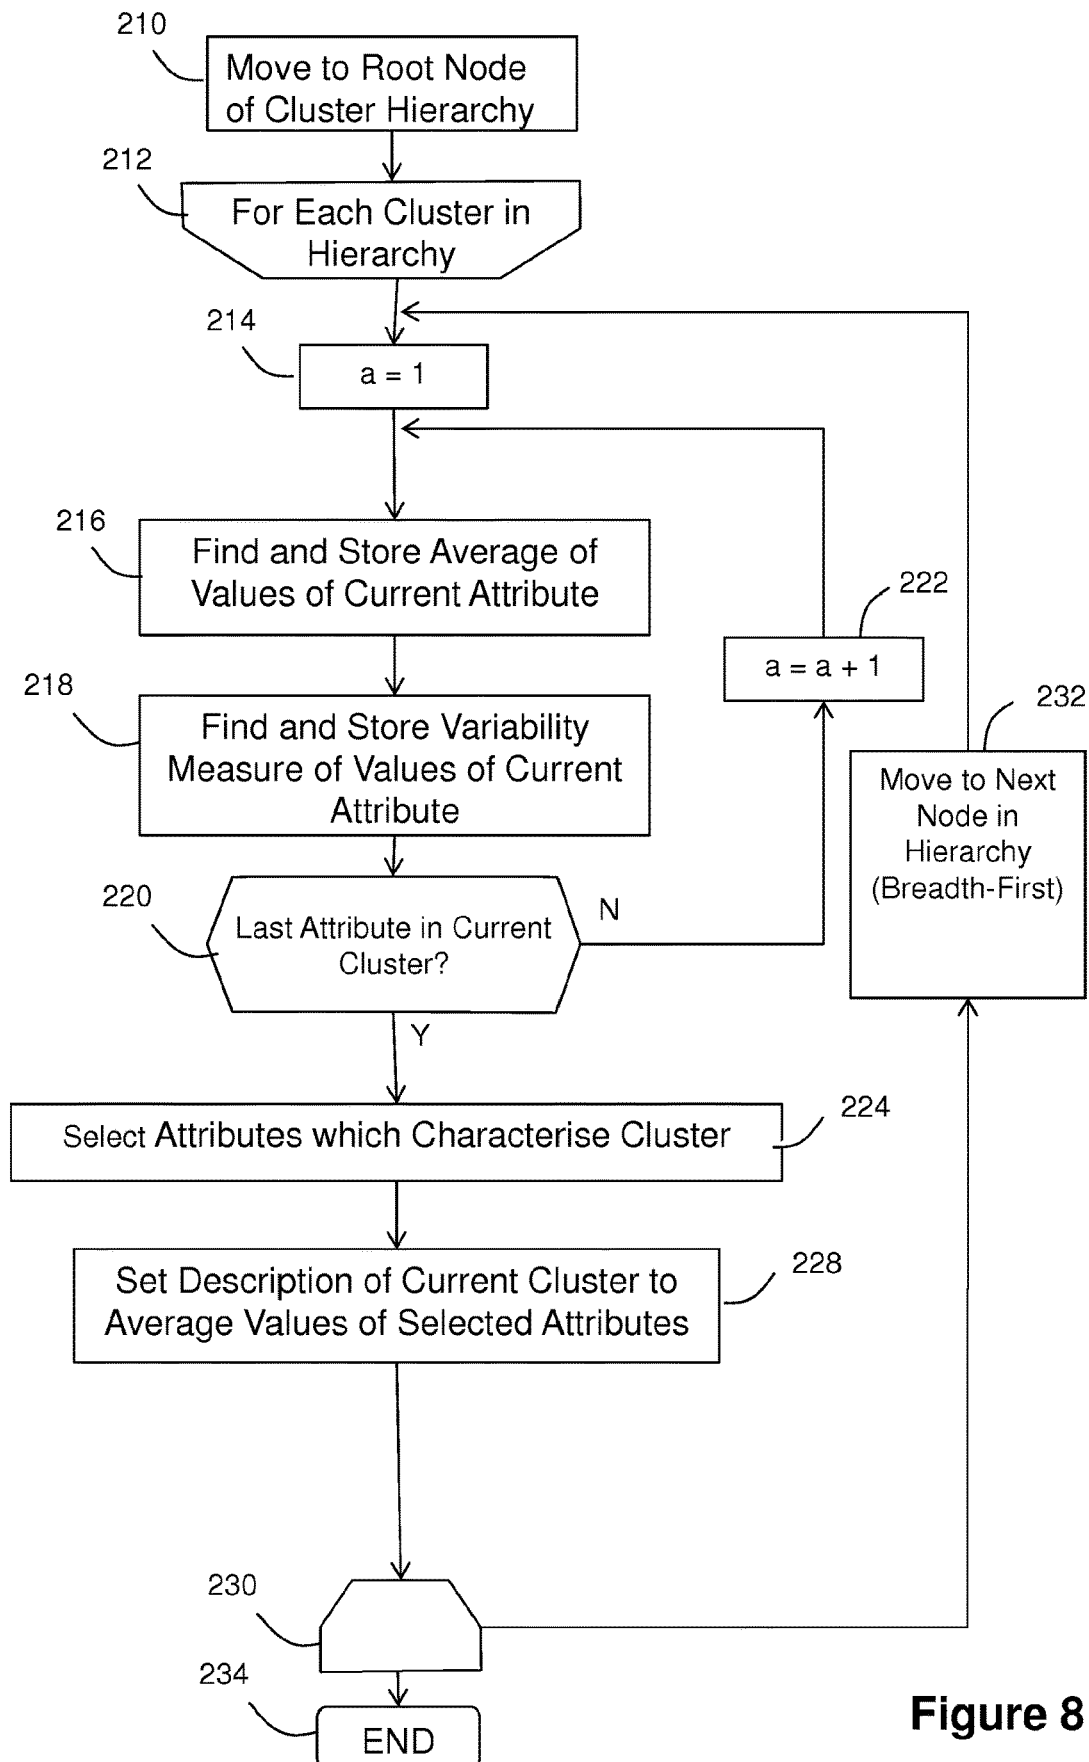 210
Move to Root Node
of Cluster Hierarchy
212
For Each Cluster in
Hierarchy
214
a = 1
216
Find and Store Average of
Values of Current Attribute
222
a = a + 1
218
Find and Store Variability
Measure of Values of Current
Attribute
232
Move to Next
Node in
Hierarchy
(Breadth-First)
220
Last Attribute in Current
Cluster?
N
Y
224
Select Attributes which Characterise Cluster
228
Set Description of Current Cluster to
Average Values of Selected Attributes
230
234
END
Figure 8